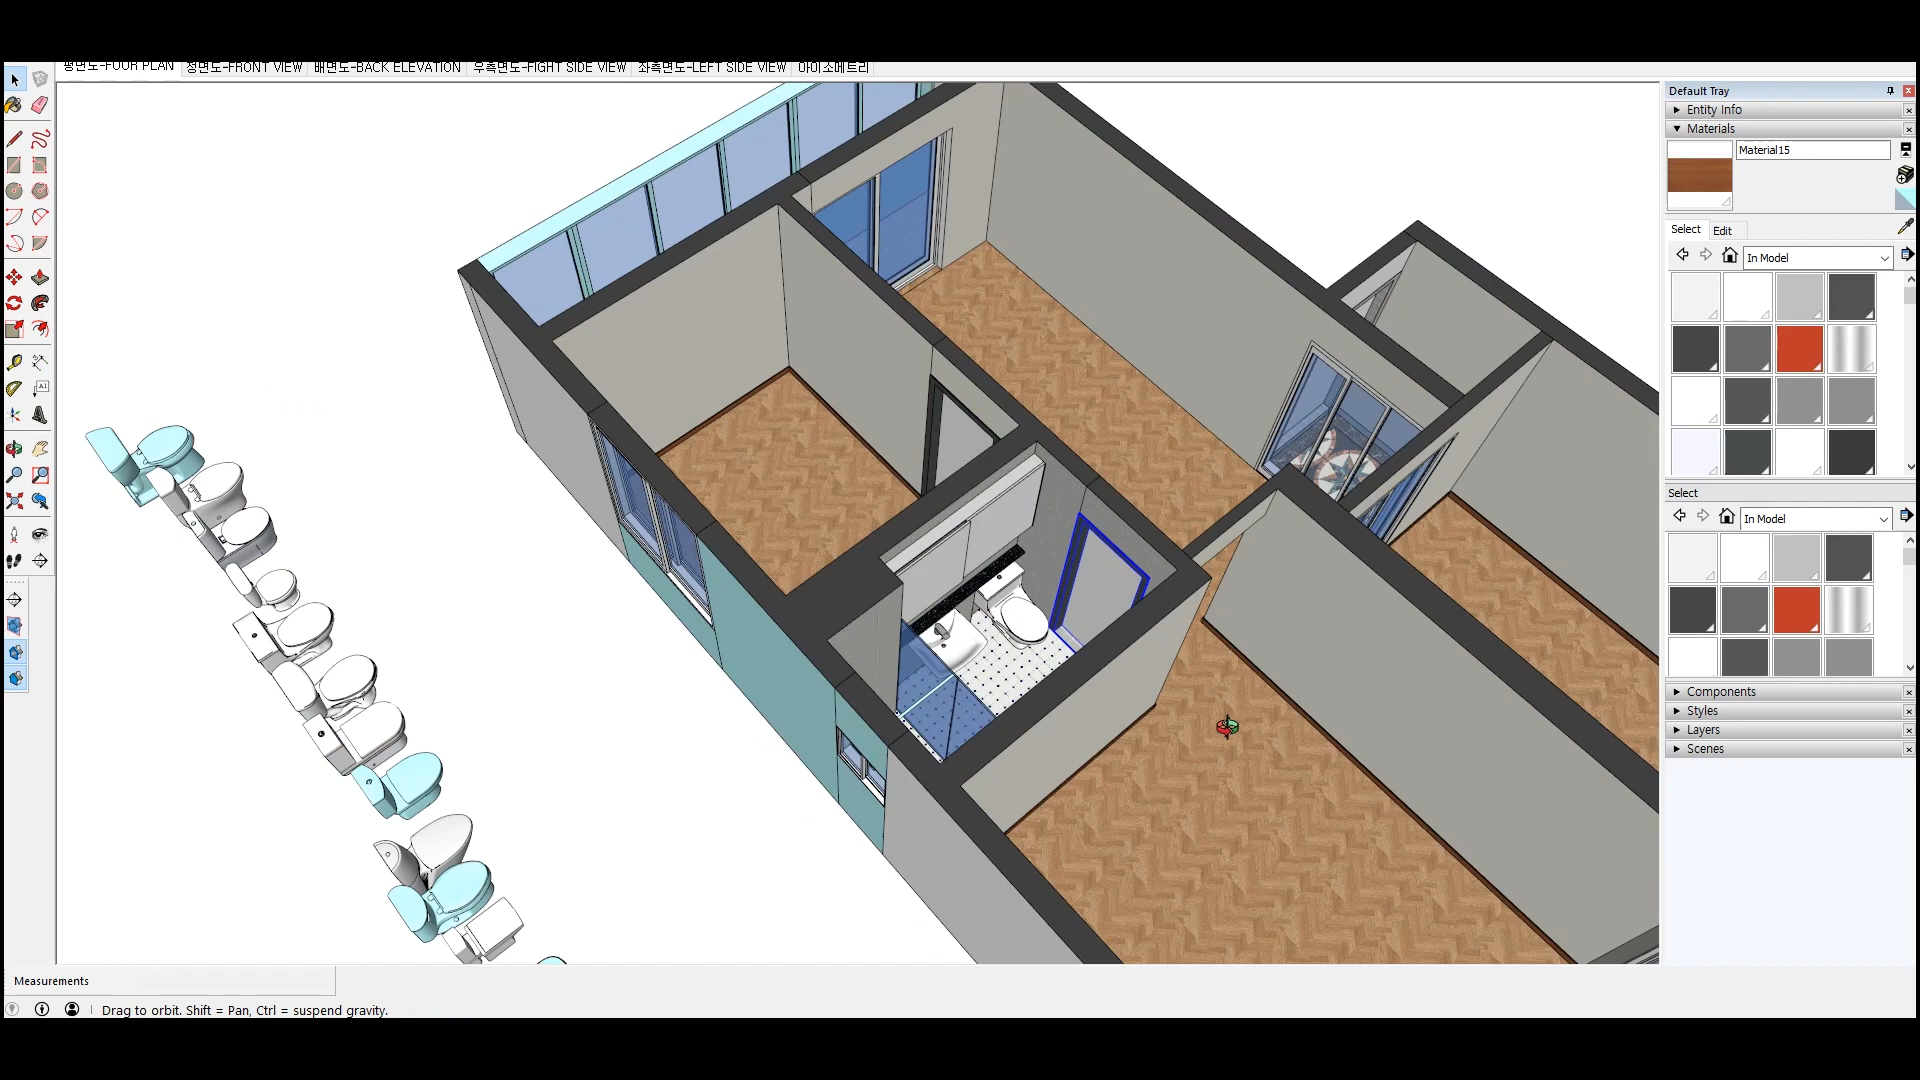 평면도-FOUR PLAN 정면도-FRONT VIEW 배면도-BACK ELEVATION 우측면도-FIGHT SIDE VIEW 좌측면도-LEFT SIDE VIEW 아이소메트리
Default Tray
Entity Info
Materials
Material15
Select Edit
In Model
Select
In Model
Components
Styles
Layers
Scenes
A1
Measurements
Drag to orbit. Shift = Pan, Ctrl = suspend gravity.